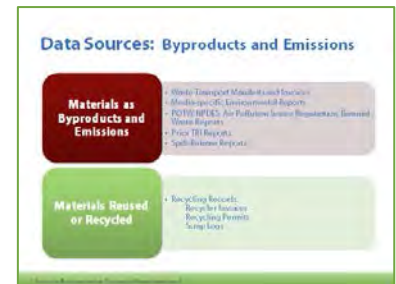 Data Sources: Byproducts and Emissions
Materials as
Byproducts and
Emissions
• Waste Transport Manifests and Invoices
• Media-specific Environmental Reports
• POTW/NPDES, Air Pollution Source Registration,
Waste Reports
• Prior TRI Reports
• Spill-Release Reports
Materials Reused
or Recycled
• Recycling Records
Recycler Invoices
Recycling Permits
Scrap Logs